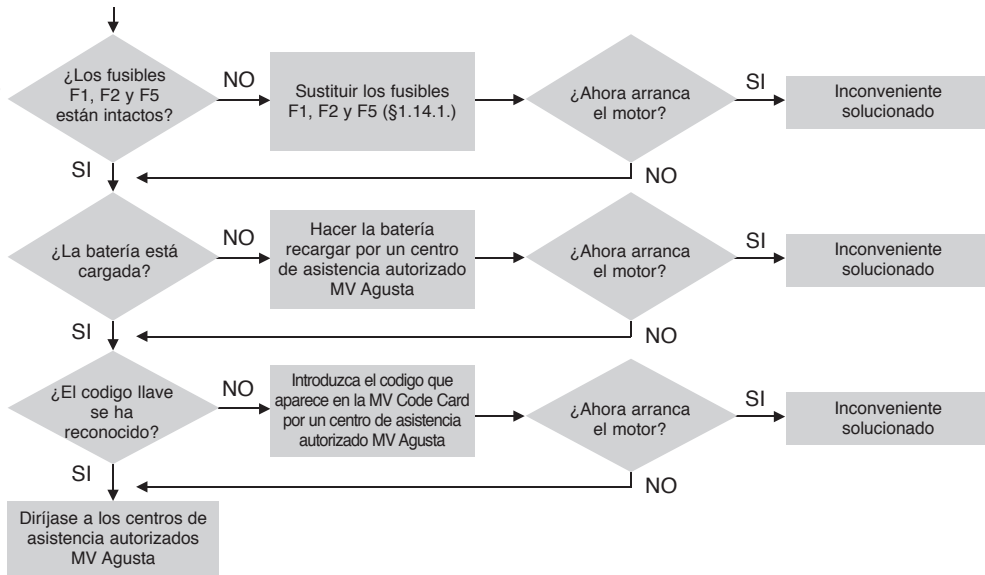 ¿Los fusibles
F1, F2 y F5
están intactos?
NO
Sustituir los fusibles
F1, F2 y F5 (§1.14.1.)
¿Ahora arranca
el motor?
SI
Inconveniente
solucionado
SI
NO
¿La batería está
cargada?
NO
Hacer la batería
recargar por un centro
de asistencia autorizado
MV Agusta
¿Ahora arranca
el motor?
SI
Inconveniente
solucionado
SI
NO
¿El codigo llave
se ha
reconocido?
NO
Introduzca el codigo que
aparece en la MV Code Card
por un centro de asistencia
autorizado MV Agusta
¿Ahora arranca
el motor?
SI
Inconveniente
solucionado
SI
NO
Diríjase a los centros de
asistencia autorizados
MV Agusta